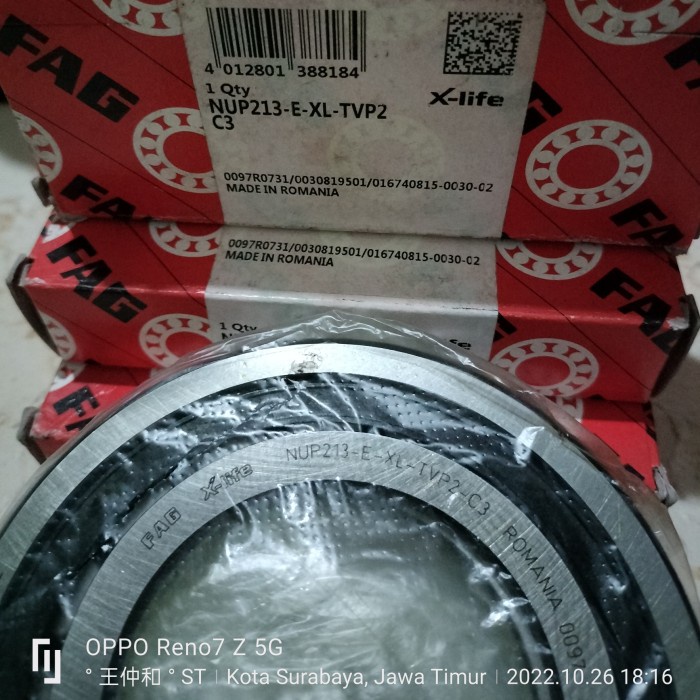 FAG
4 012801 388184
1 Qty
NUP213-E-XL-TVP2
C3
X-life
0097R0731/0030819501/016740815-0030-02
MADE IN ROMANIA
FAG
0097R0731/0030819501/016740815-0030-02
MADE IN ROMANIA
FAG
1 Qty
FAG X-life NUP213-E-XL-TVP2-C3 ROMANIA 0097
OPPO Reno7 Z 5G
° 王仲和 ° ST | Kota Surabaya, Jawa Timur | 2022.10.26 18:16